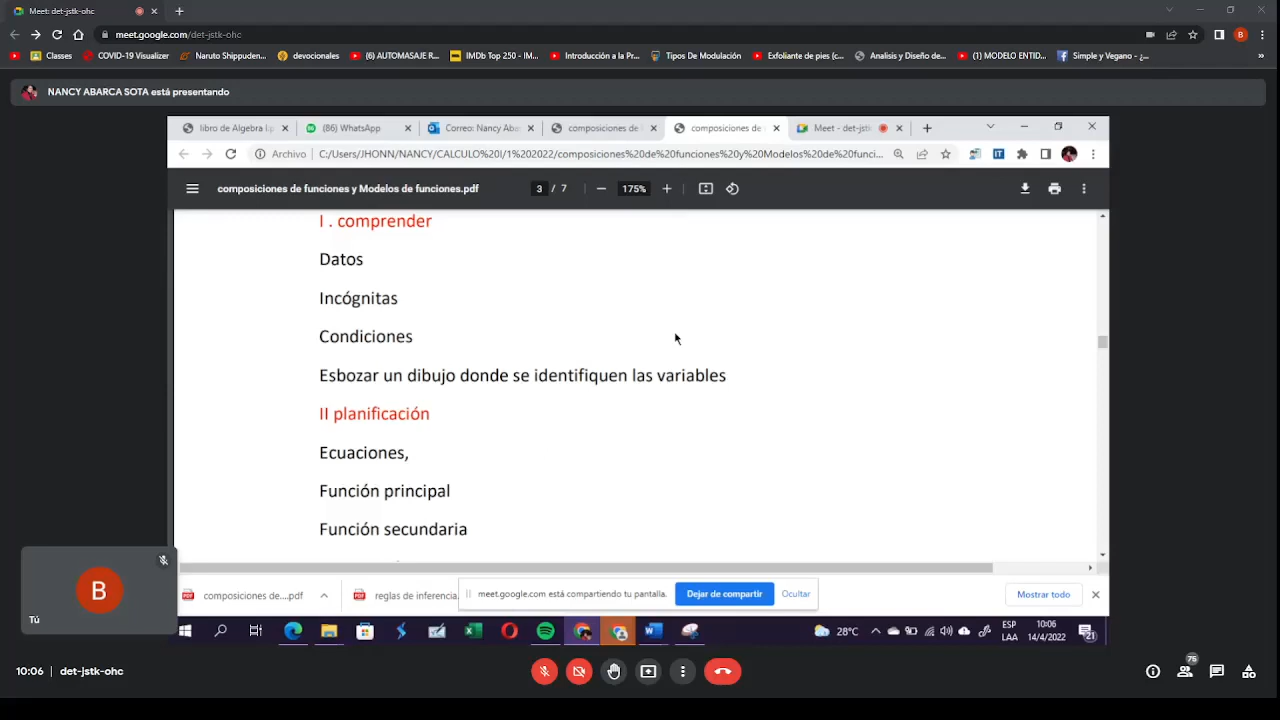 Meet: det-jstk-ohc
meet.google.com/det-jstk-ohc
B
Classes
COVID-19 Visualizer
Naruto Shippuden...
devocionales
(6) AUTOMASAJE R...
IMDb Top 250 - IM...
Introducción a la Pr...
Tipos De Modulación
Exfoliante de pies (c...
Analisis y Diseño de...
(1) MODELO ENTID...
Simple y Vegano - ¿...
NANCY ABARCA SOTA está presentando
libro de Algebra I.p
(86) WhatsApp
Correo: Nancy Aba
composiciones de
composiciones de
Meet - det-jstk
Archivo
C:/Users/JHONN/NANCY/CALCULO%20I/1%202022/composiciones%20de%20funciones%20y%20Modelos%20de%20funci...
composiciones de funciones y Modelos de funciones.pdf
3 / 7
175%
I . comprender
Datos
Incógnitas
Condiciones
Esbozar un dibujo donde se identifiquen las variables
II planificación
Ecuaciones,
Función principal
Función secundaria
B
Tú
composiciones de....pdf
reglas de inferencia.
meet.google.com está compartiendo tu pantalla.
Dejar de compartir
Ocultar
Mostrar todo
28°C
ESP
LAA
10:06
14/4/2022
21
10:06
det-jstk-ohc
75